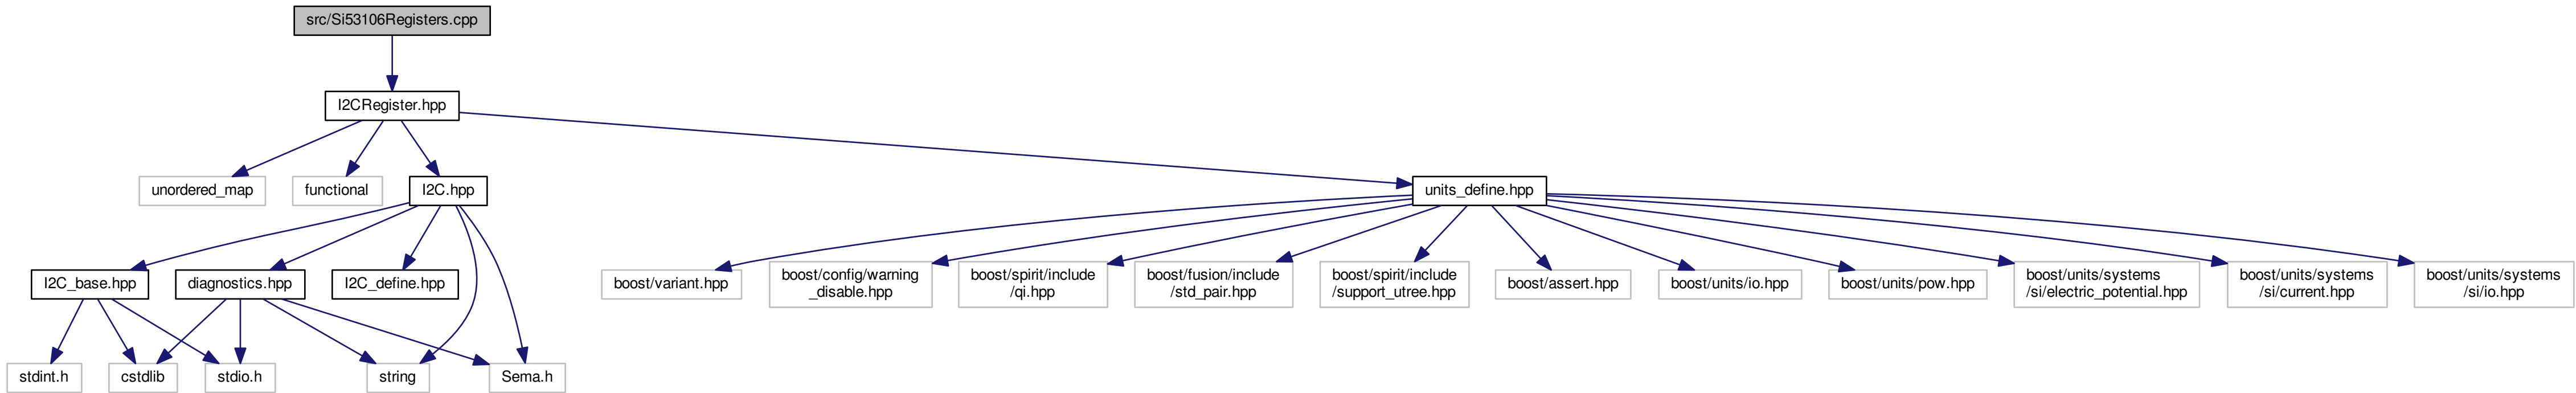 src/Si53106Registers.cpp
I2CRegister.hpp
unordered_map
functional
I2C.hpp
units_define.hpp
I2C_base.hpp
diagnostics.hpp
I2C_define.hpp
boost/variant.hpp
boost/config/warning
_disable.hpp
boost/spirit/include
/qi.hpp
boost/fusion/include
/std_pair.hpp
boost/spirit/include
/support_utree.hpp
boost/assert.hpp
boost/units/io.hpp
boost/units/pow.hpp
boost/units/systems
/si/electric_potential.hpp
boost/units/systems
/si/current.hpp
boost/units/systems
/si/io.hpp
stdint.h
cstdlib
stdio.h
string
Sema.h